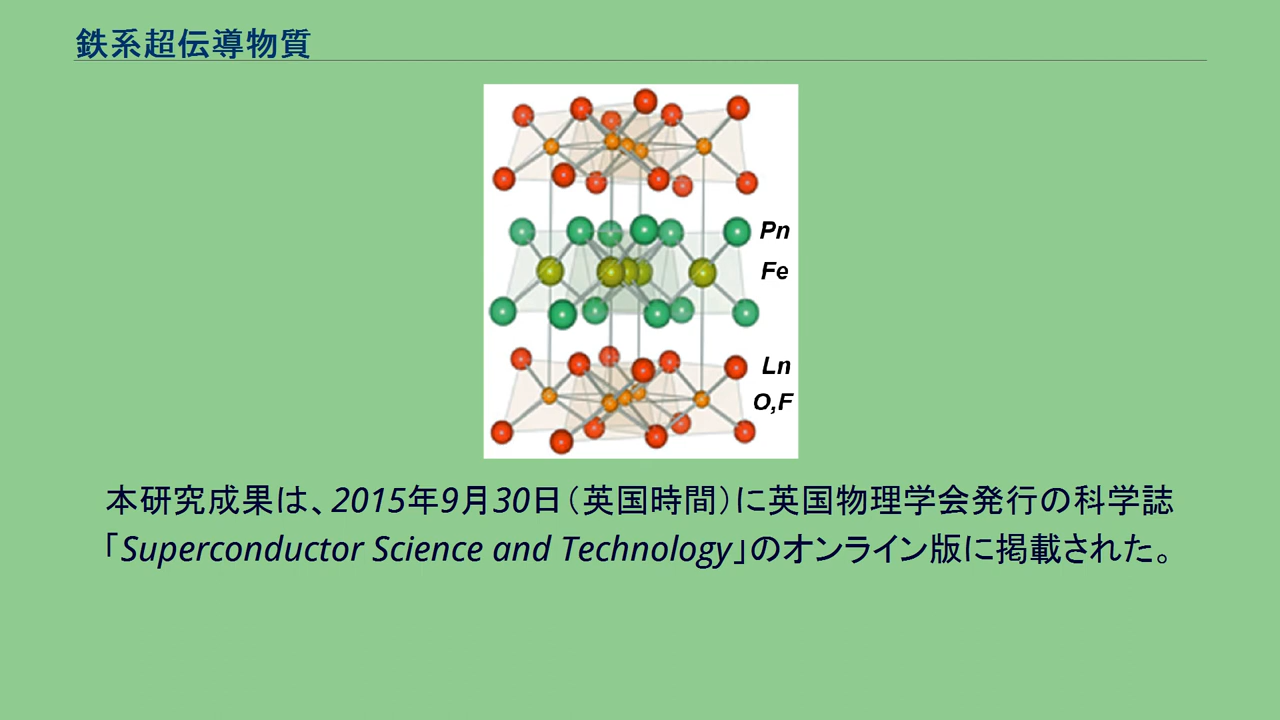 鉄系超伝導物質
Pn
Fe
Ln
O,F
本研究成果は、2015年9月30日（英国時間）に英国物理学会発行の科学誌
「Superconductor Science and Technology」のオンライン版に掲載された。